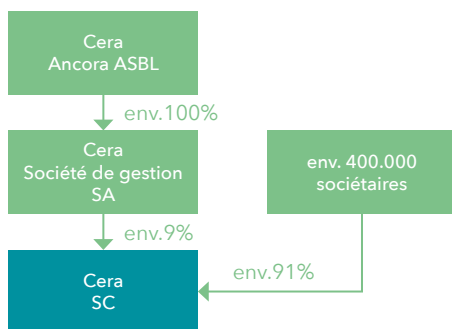 Cera
Ancora ASBL
env.100%
Cera
Société de gestion
SA
env. 400.000
sociétaires
env.9%
env.91%
Cera
SC